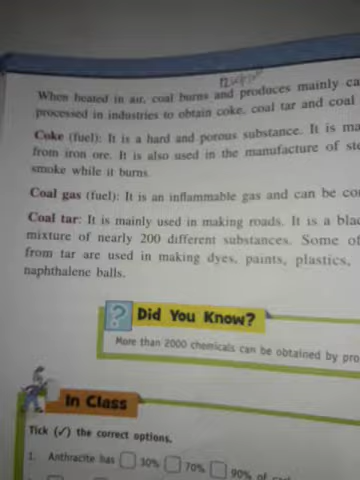 When heated in air, coal burns and produces mainly ca
processed in industries to obtain coke, coal tar and coal
Coke (fuel): It is a hard and porous substance. It is ma
from iron ore. It is also used in the manufacture of ste
smoke while it burns.
Coal gas (fuel): It is an inflammable gas and can be co
Coal tar: It is mainly used in making roads. It is a blac
mixture of nearly 200 different substances. Some of
from tar are used in making dyes, paints, plastics,
naphthalene balls.
? Did You Know?
More than 2000 chemicals can be obtained by pro
In Class
Tick (✓) the correct options.
1. Anthracite has 30% 70% 90% of